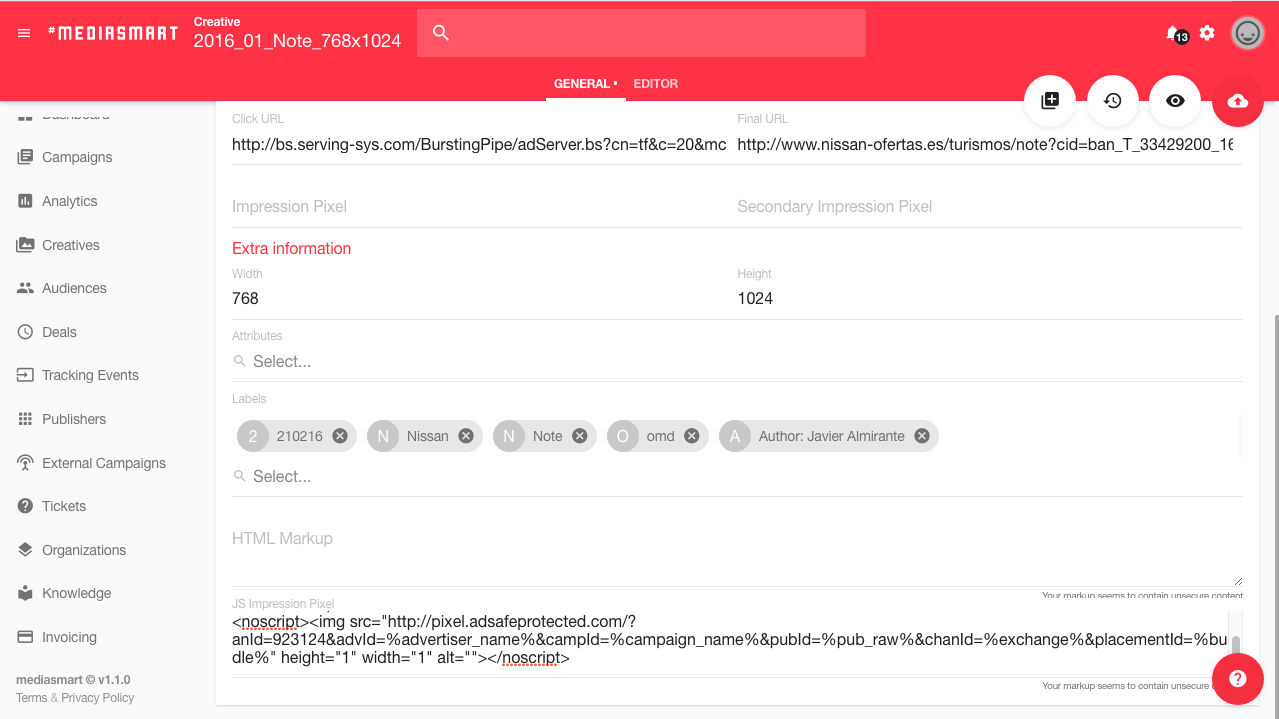 #MEDIASMART
Creative
2016_01_Note_768x1024
13
GENERAL •
EDITOR
Dashboard
Campaigns
Analytics
Creatives
Audiences
Deals
Tracking Events
Publishers
External Campaigns
Tickets
Organizations
Knowledge
Invoicing
mediasmart © v1.1.0
Terms & Privacy Policy
Click URL
Final URL
http://bs.serving-sys.com/BurstingPipe/adServer.bs?cn=tf&c=20&mc
http://www.nissan-ofertas.es/turismos/note?cid=ban_T_33429200_16
Impression Pixel
Secondary Impression Pixel
Extra information
Width
Height
768
1024
Attributes
Select...
Labels
2 210216
N Nissan
N Note
O omd
A Author: Javier Almirante
Select...
HTML Markup
Your markup seems to contain unsecure content
JS Impression Pixel
<noscript><img src="http://pixel.adsafeprotected.com/?
anId=923124&advId=%advertiser_name%&campId=%campaign_name%&pubId=%pub_raw%&chanId=%exchange%&placementId=%bu
dle%" height="1" width="1" alt=""></noscript>
Your markup seems to contain unsecure